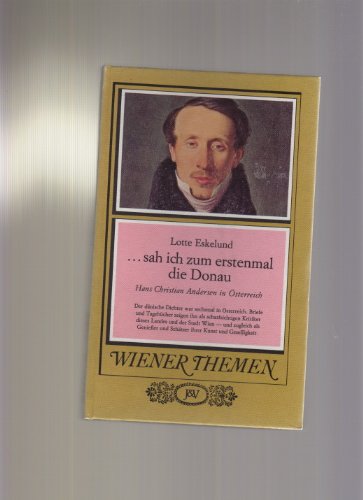 Lotte Eskelund
...sah ich zum erstenmal
die Donau
Hans Christian Andersen in Österreich
Der dänische Dichter war sechsmal in Österreich. Briefe
und Tagebücher zeigen ihn als scharfsichtigen Kritiker
dieses Landes und der Stadt Wien — und zugleich als
Genießer und Schätzer ihrer Kunst und Geselligkeit
WIENER THEMEN
J&V